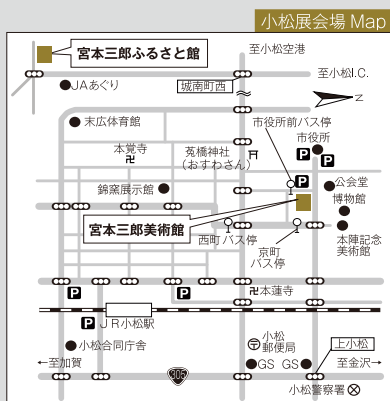 小松展会場 Map
宮本三郎ふるさと館
至小松空港
JAあぐり
城南町西
至小松I.C.
N
末広体育館
市役所前バス停
市役所
本覚寺
卍
菟橋神社
(おすわさん)
P
P
公会堂
錦窯展示館
博物館
宮本三郎美術館
本陣記念
美術館
西町バス停
京町
バス停
P
P
卍本蓮寺
P
JR小松駅
上小松
小松合同庁舎
〒
小松
郵便局
←至加賀
305
GS
GS
至金沢→
小松警察署